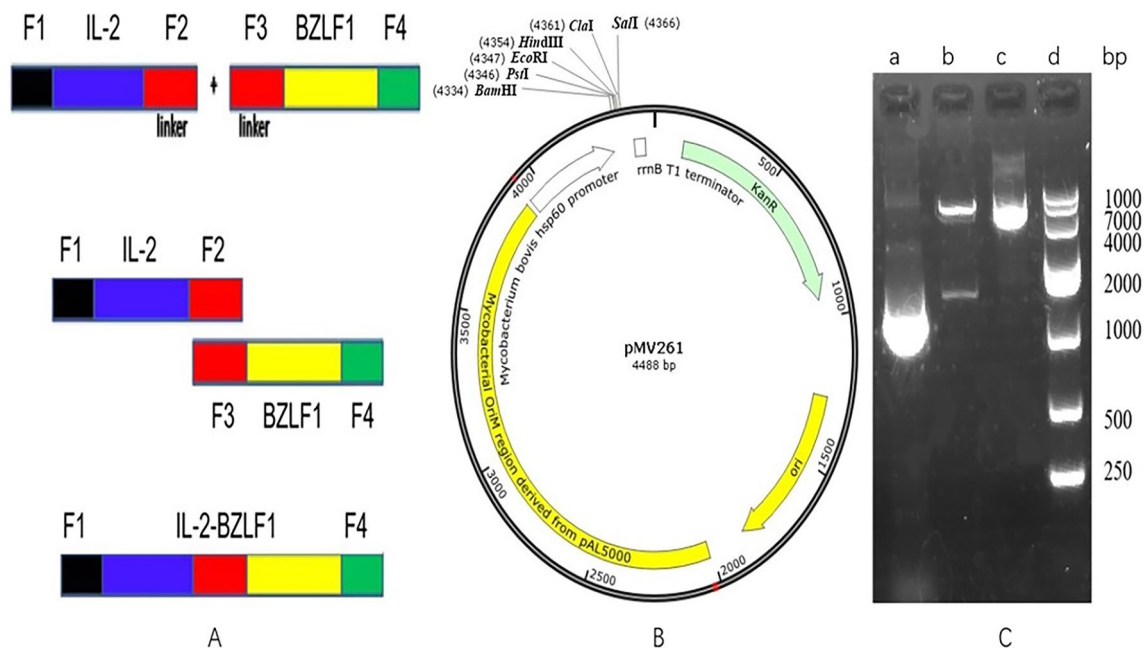 F1 IL-2 F2 F3 BZLF1 F4
+
linker linker
F1 IL-2 F2
F3 BZLF1 F4
F1 IL-2-BZLF1 F4
A
(4361) ClaI SalI (4366)
(4354) HindIII
(4347) EcoRI
(4346) PstI
(4334) BamHI
rrnB T1 terminator
KanR
500
1000
ori
1500
2000
2500
3000
3500
4000
Mycobacterium bovis hsp60 promoter
Mycobacterial OriM region derived from pAL5000
pMV261
4488 bp
B
a b c d bp
1000
7000
4000
2000
1000
500
250
C